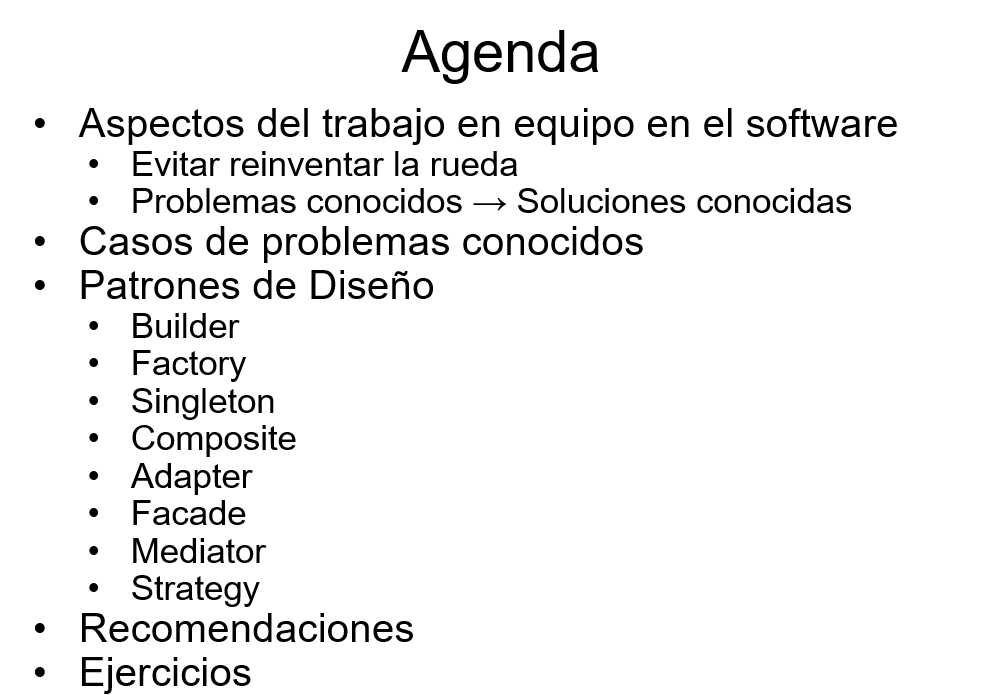 Agenda
• Aspectos del trabajo en equipo en el software
• Evitar reinventar la rueda
• Problemas conocidos → Soluciones conocidas
• Casos de problemas conocidos
• Patrones de Diseño
• Builder
• Factory
• Singleton
• Composite
• Adapter
• Facade
• Mediator
• Strategy
• Recomendaciones
• Ejercicios